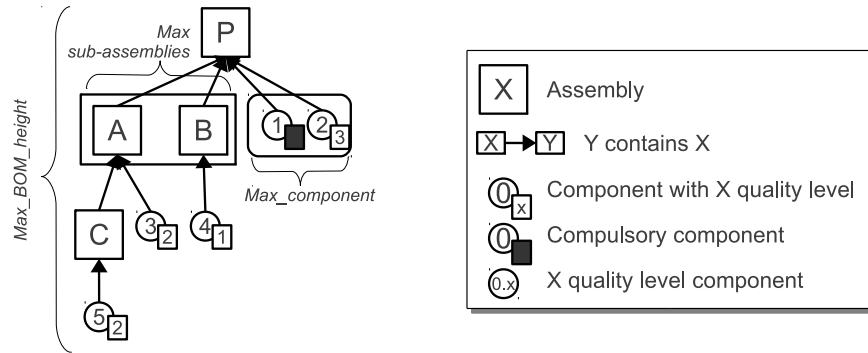 Max
sub-assemblies
P
A
B
1
2
3
Max_component
Max_BOM_height
C
3
2
4
1
5
2
X
Assembly
X
Y
Y contains X
0
x
Component with X quality level
0
Compulsory component
0.x
X quality level component